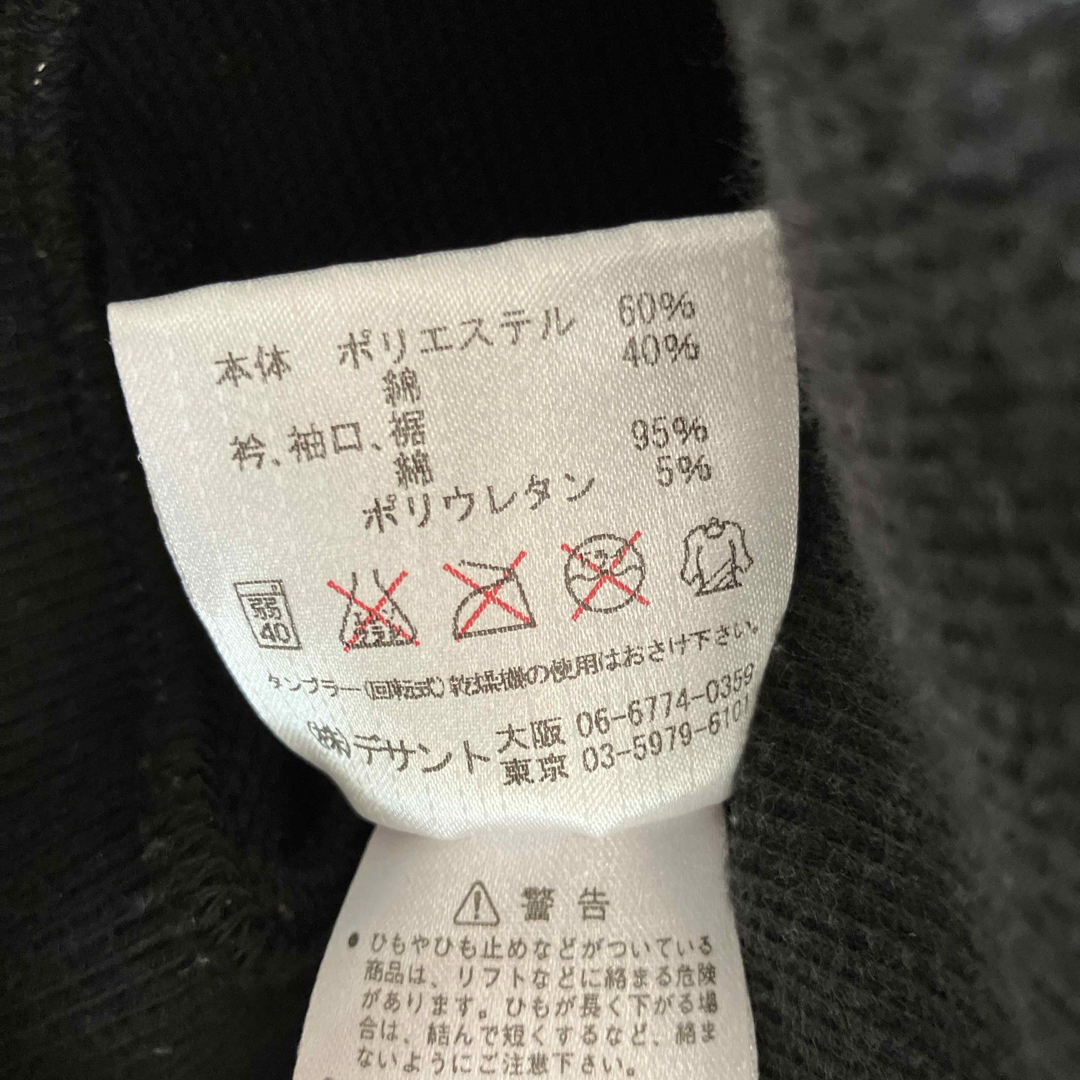 本体 ポリエステル 60%
綿 40%
衿、袖口、裾
綿 95%
ポリウレタン 5%
弱
40
タンブラー(回転式)乾燥機の使用はおさけ下さい。
㈱デサント 大阪 06-6774-0359
東京 03-5979-6101
警告
• ひもやひも止めなどがついている
商品は、リフトなどに絡まる危険
があります。ひもが長く下がる場
合は、結んで短くするなど、絡ま
ないようにご注意下さい。